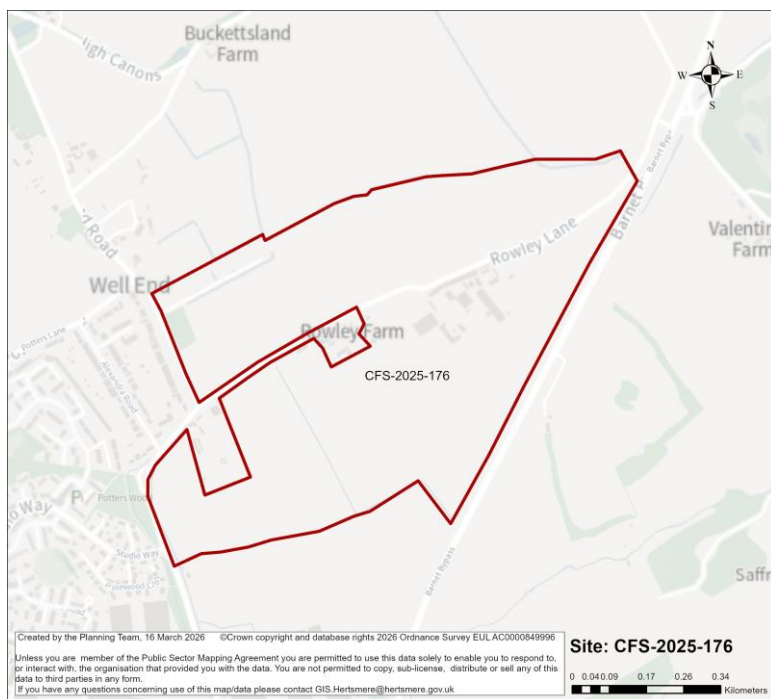 Buckettsland
Farm
High Canons
N
W
E
S
Barnet Bypa
Barnet B
Rowley Lane
Valentin
Farm
Road
Well End
Rowley Farm
Potters Lane
Alexandra Road
CFS-2025-176
Potters Wood
Way
Studio Way
Pinewood Clo
Barnet Bypass
Saffr
Created by the Planning Team, 16 March 2026 ©Crown copyright and database rights 2026 Ordnance Survey EUL AC0000849996
Unless you are member of the Public Sector Mapping Agreement you are permitted to use this data solely to enable you to respond to,
or interact with, the organisation that provided you with the data. You are not permitted to copy, sub-license, distribute or sell any of this
data to third parties in any form.
If you have any questions concerning use of this map/data please contact GIS.Hertsmere@hertsmere.gov.uk
Site: CFS-2025-176
0 0.04 0.09 0.17 0.26 0.34
Kilometers